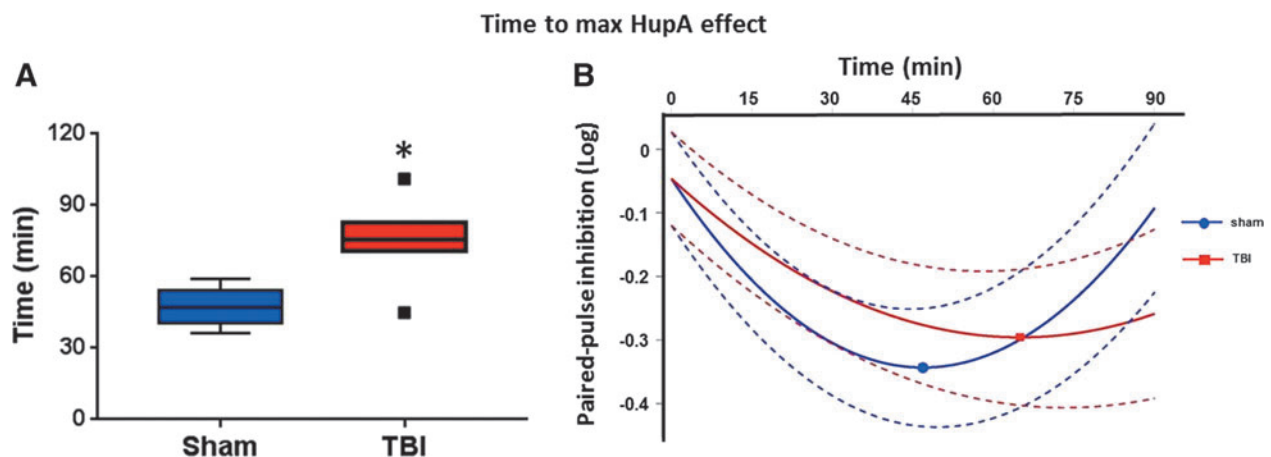 Time to max HupA effect
A
Time (min)
120
90
60
30
0
*
Sham
TBI
B
Time (min)
0
15
30
45
60
75
90
Paired-pulse inhibition (Log)
0
-0.1
-0.2
-0.3
-0.4
sham
TBI